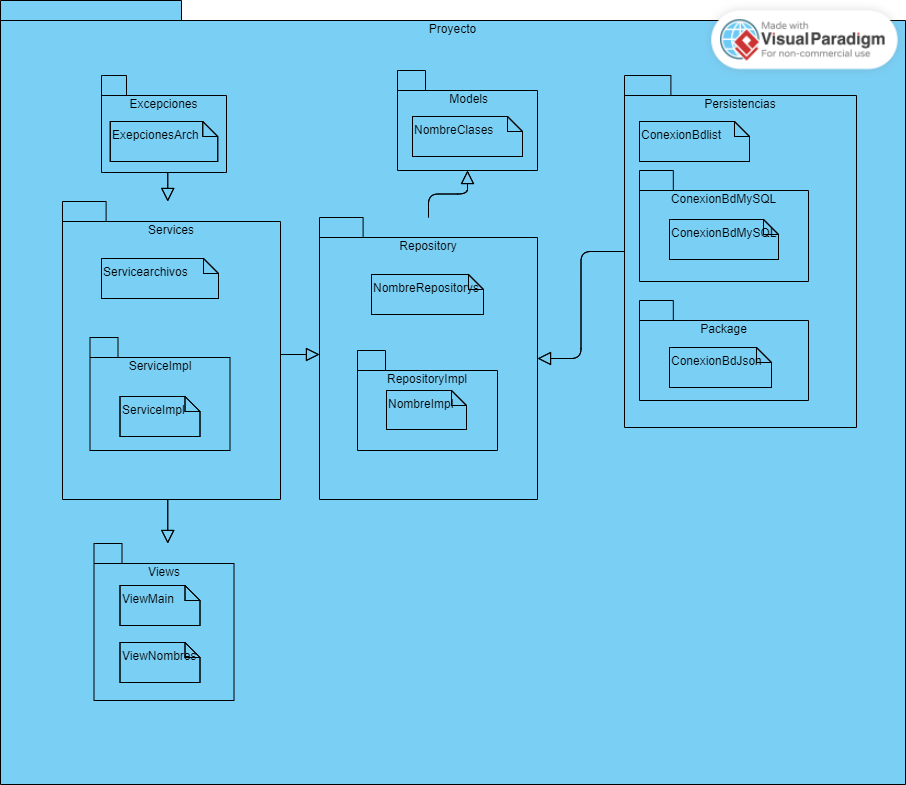 Proyecto
Made with
Visual Paradigm
For non-commercial use
Excepciones
ExepcionesArch
Models
NombreClases
Persistencias
ConexionBdlist
ConexionBdMySQL
ConexionBdMySQL
Package
ConexionBdJson
Services
Servicearchivos
ServiceImpl
ServiceImpl
Repository
NombreRepositorys
RepositoryImpl
NombreImpl
Views
ViewMain
ViewNombres